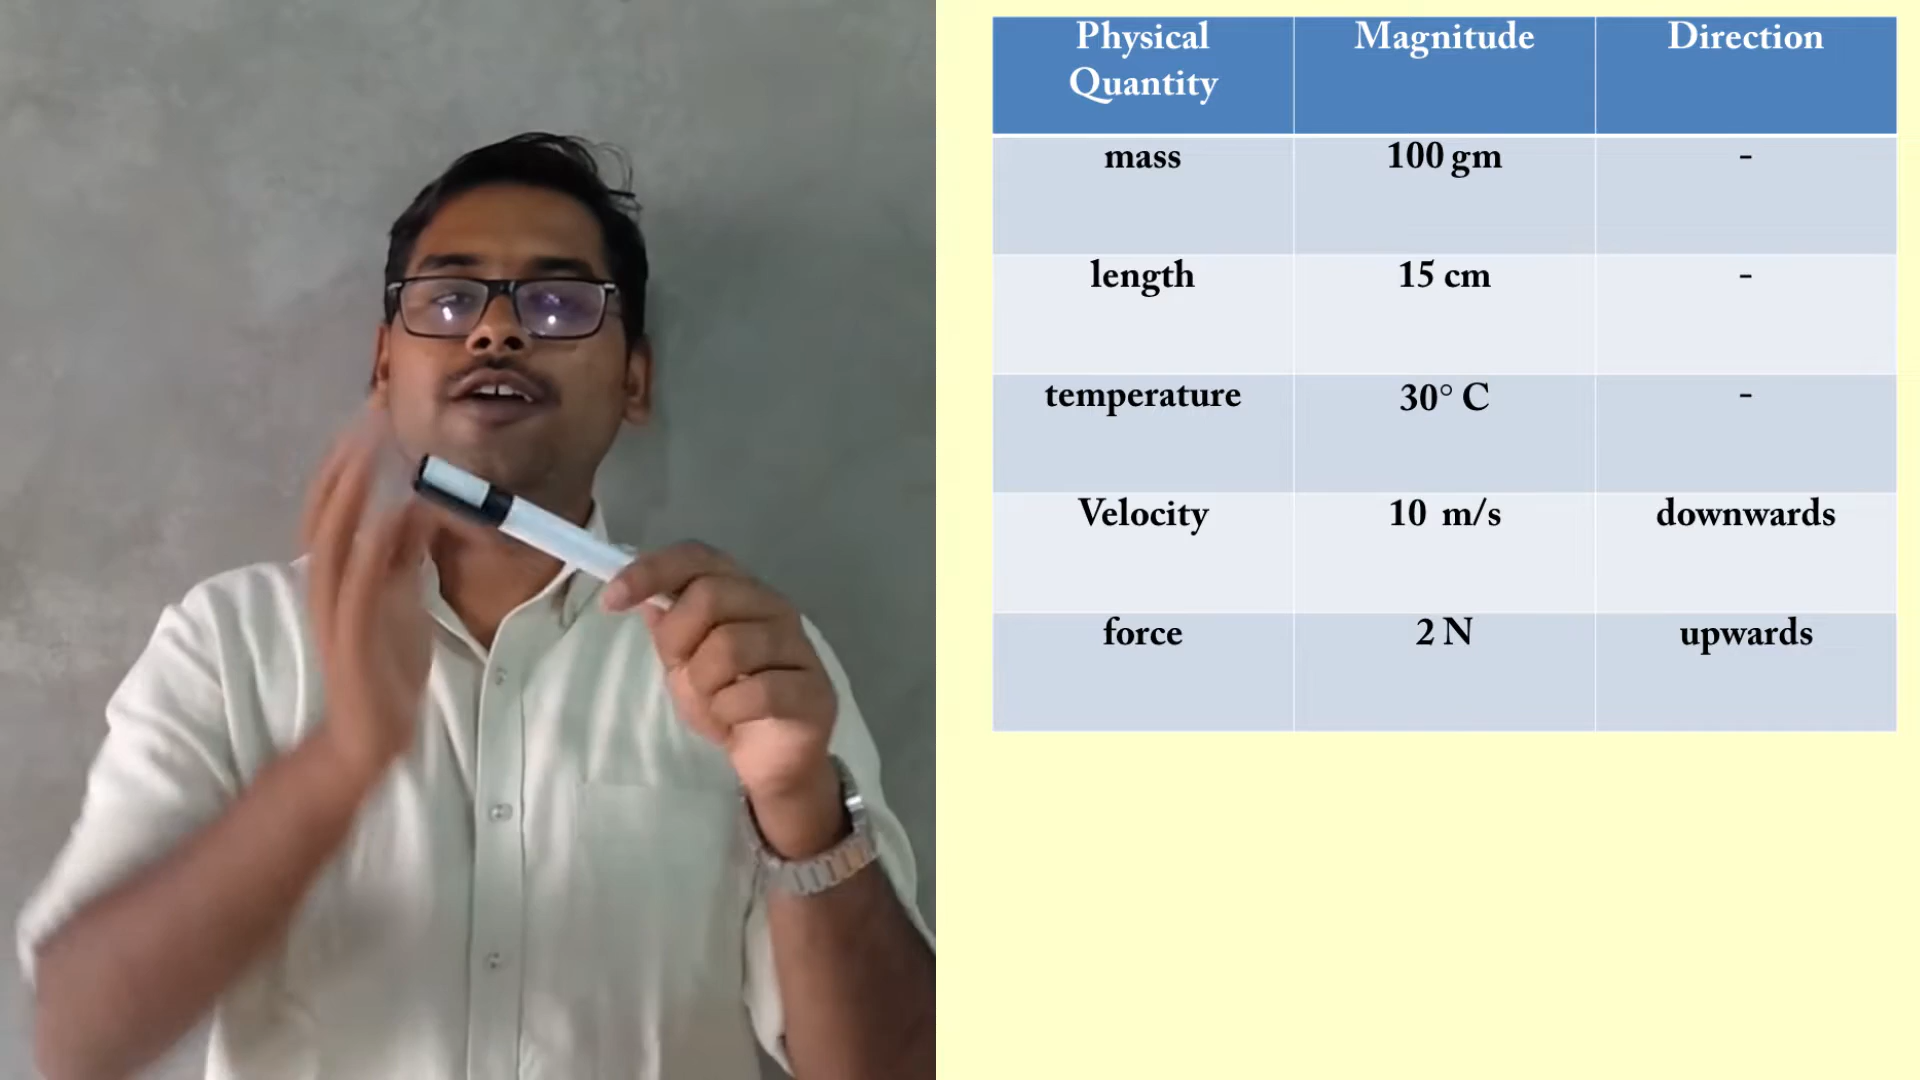 Physical Quantity Magnitude Direction
mass 100 gm -
length 15 cm -
temperature 30° C -
Velocity 10 m/s downwards
force 2 N upwards